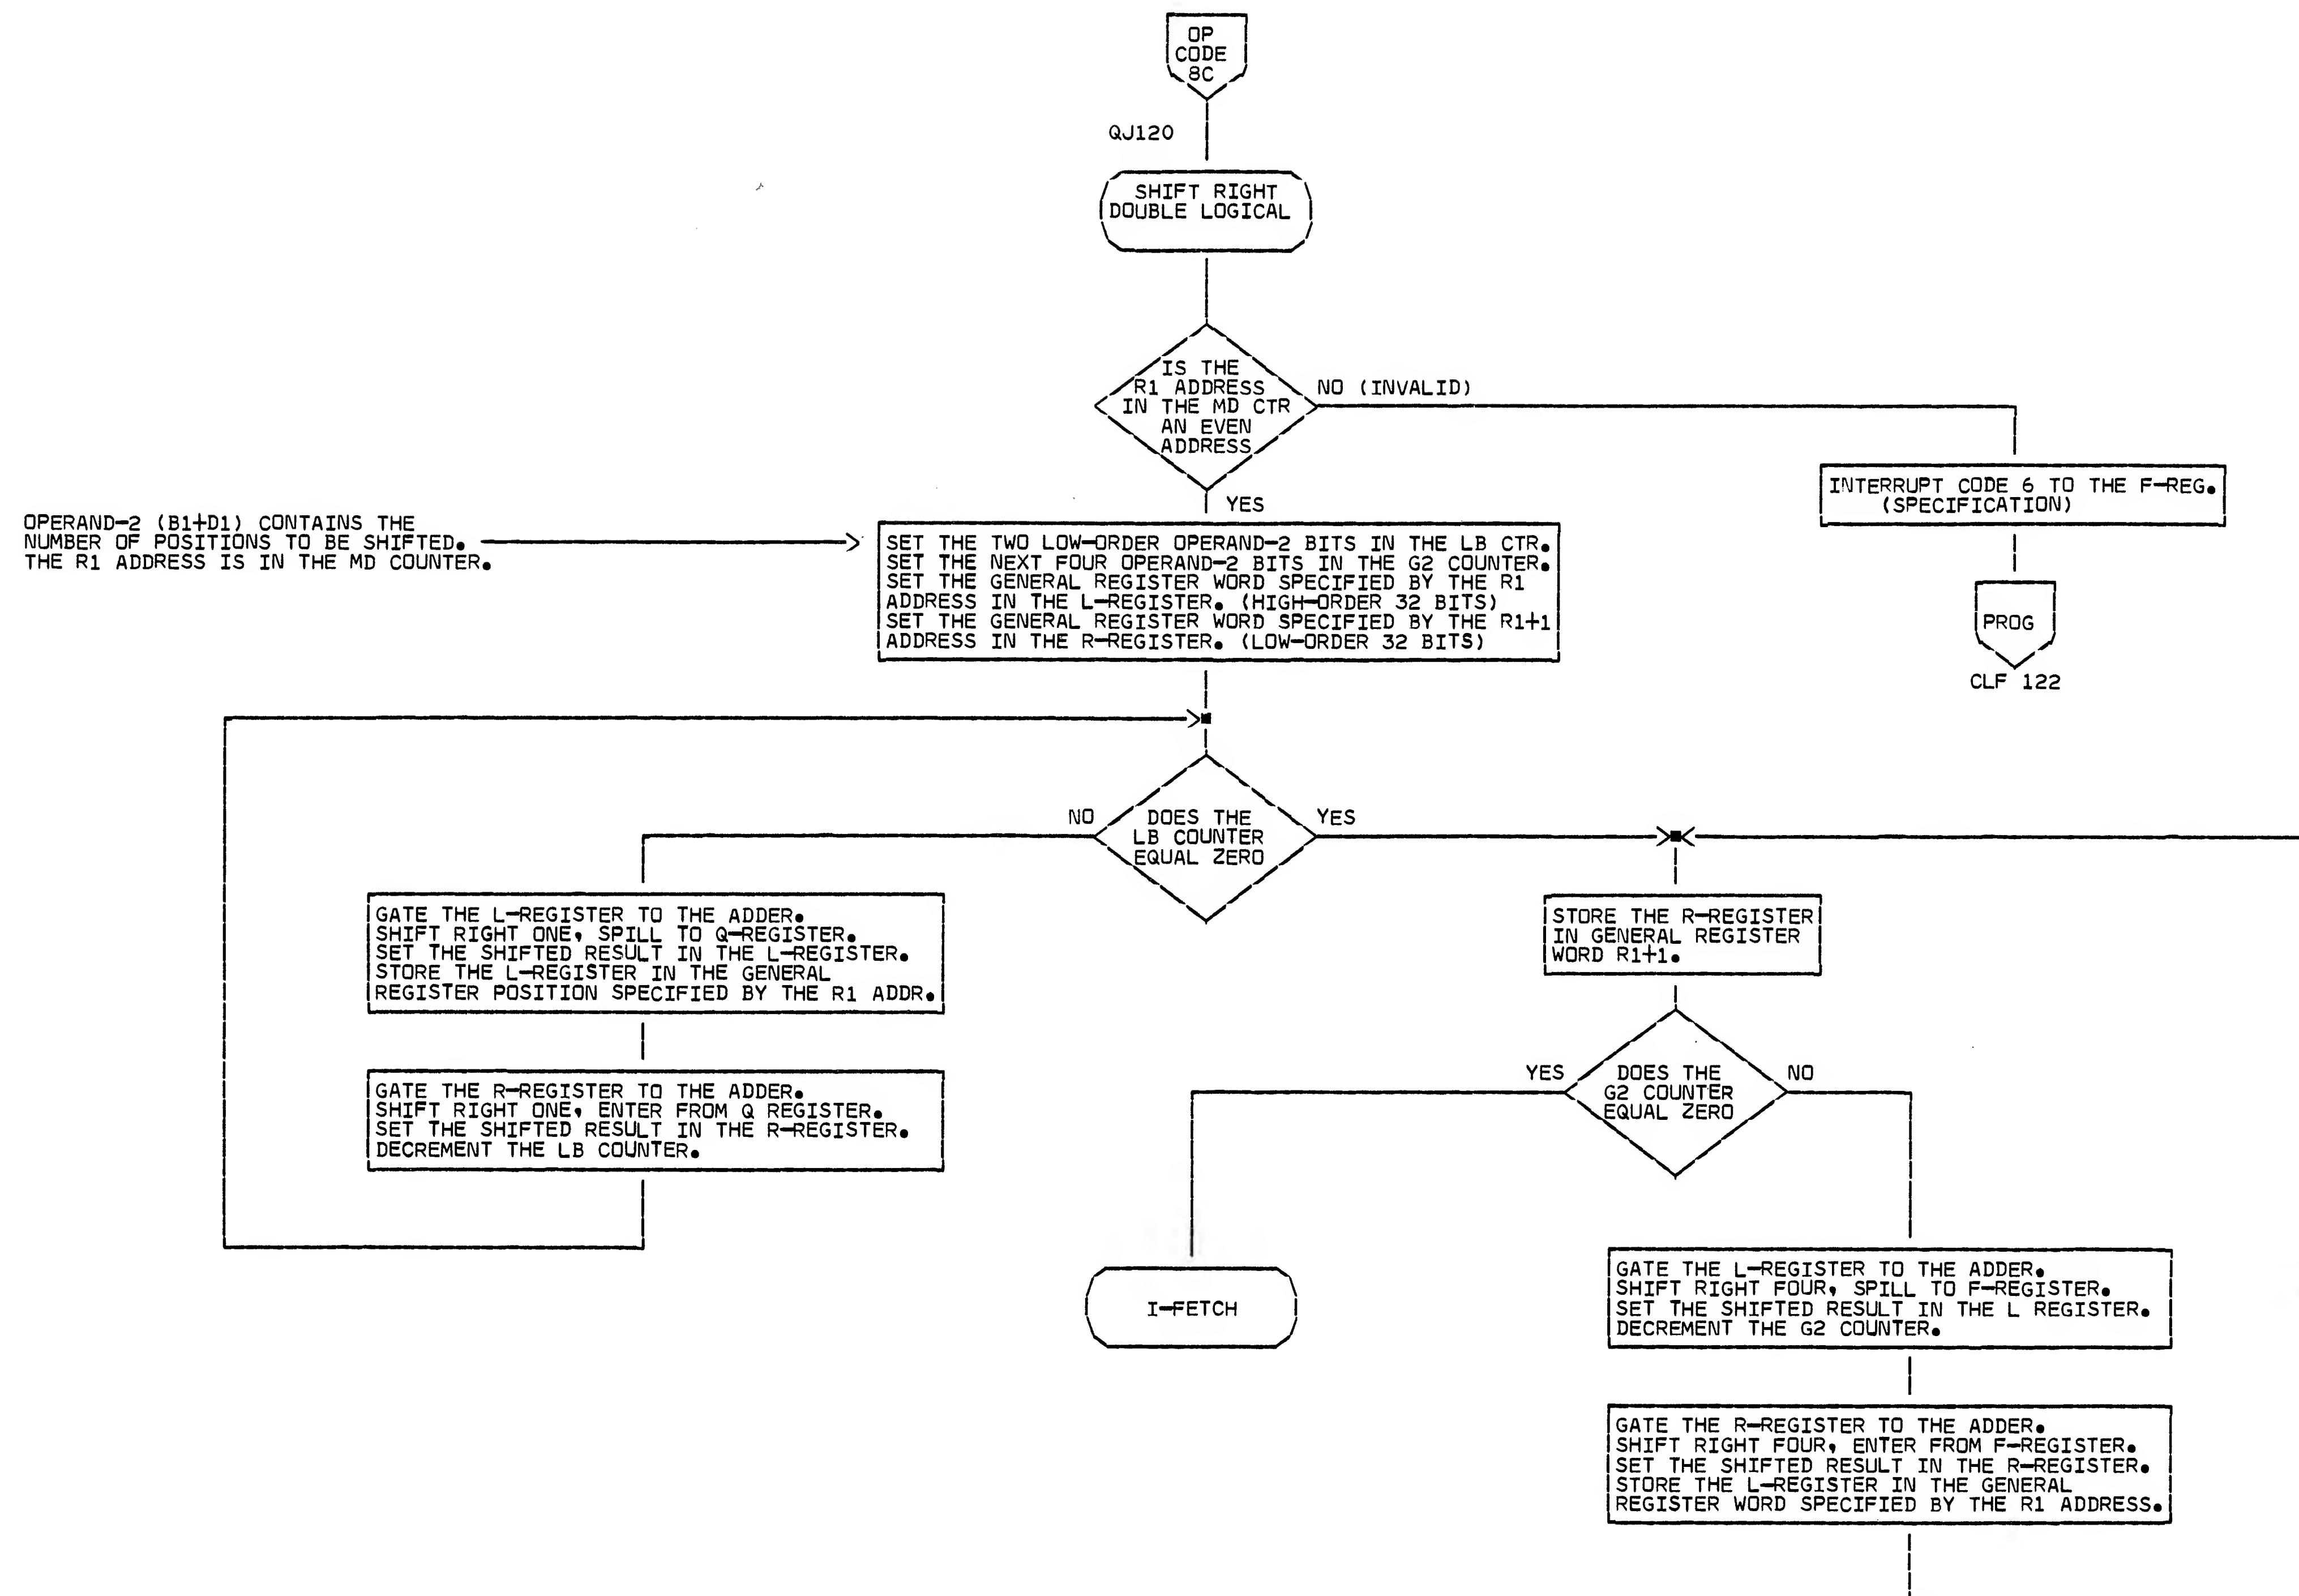 OP
CODE
8C
QJ120
SHIFT RIGHT
DOUBLE LOGICAL
IS THE
R1 ADDRESS
IN THE MD CTR
AN EVEN
ADDRESS
NO (INVALID)
YES
INTERRUPT CODE 6 TO THE F-REG.
(SPECIFICATION)
PROG
CLF 122
OPERAND-2 (B1+D1) CONTAINS THE
NUMBER OF POSITIONS TO BE SHIFTED.
THE R1 ADDRESS IS IN THE MD COUNTER.
SET THE TWO LOW-ORDER OPERAND-2 BITS IN THE LB CTR.
SET THE NEXT FOUR OPERAND-2 BITS IN THE G2 COUNTER.
SET THE GENERAL REGISTER WORD SPECIFIED BY THE R1
ADDRESS IN THE L-REGISTER. (HIGH-ORDER 32 BITS)
SET THE GENERAL REGISTER WORD SPECIFIED BY THE R1+1
ADDRESS IN THE R-REGISTER. (LOW-ORDER 32 BITS)
NO
DOES THE
LB COUNTER
EQUAL ZERO
YES
GATE THE L-REGISTER TO THE ADDER.
SHIFT RIGHT ONE, SPILL TO Q-REGISTER.
SET THE SHIFTED RESULT IN THE L-REGISTER.
STORE THE L-REGISTER IN THE GENERAL
REGISTER POSITION SPECIFIED BY THE R1 ADDR.
GATE THE R-REGISTER TO THE ADDER.
SHIFT RIGHT ONE, ENTER FROM Q REGISTER.
SET THE SHIFTED RESULT IN THE R-REGISTER.
DECREMENT THE LB COUNTER.
STORE THE R-REGISTER
IN GENERAL REGISTER
WORD R1+1.
YES
DOES THE
G2 COUNTER
EQUAL ZERO
NO
I-FETCH
GATE THE L-REGISTER TO THE ADDER.
SHIFT RIGHT FOUR, SPILL TO F-REGISTER.
SET THE SHIFTED RESULT IN THE L REGISTER.
DECREMENT THE G2 COUNTER.
GATE THE R-REGISTER TO THE ADDER.
SHIFT RIGHT FOUR, ENTER FROM F-REGISTER.
SET THE SHIFTED RESULT IN THE R-REGISTER.
STORE THE L-REGISTER IN THE GENERAL
REGISTER WORD SPECIFIED BY THE R1 ADDRESS.